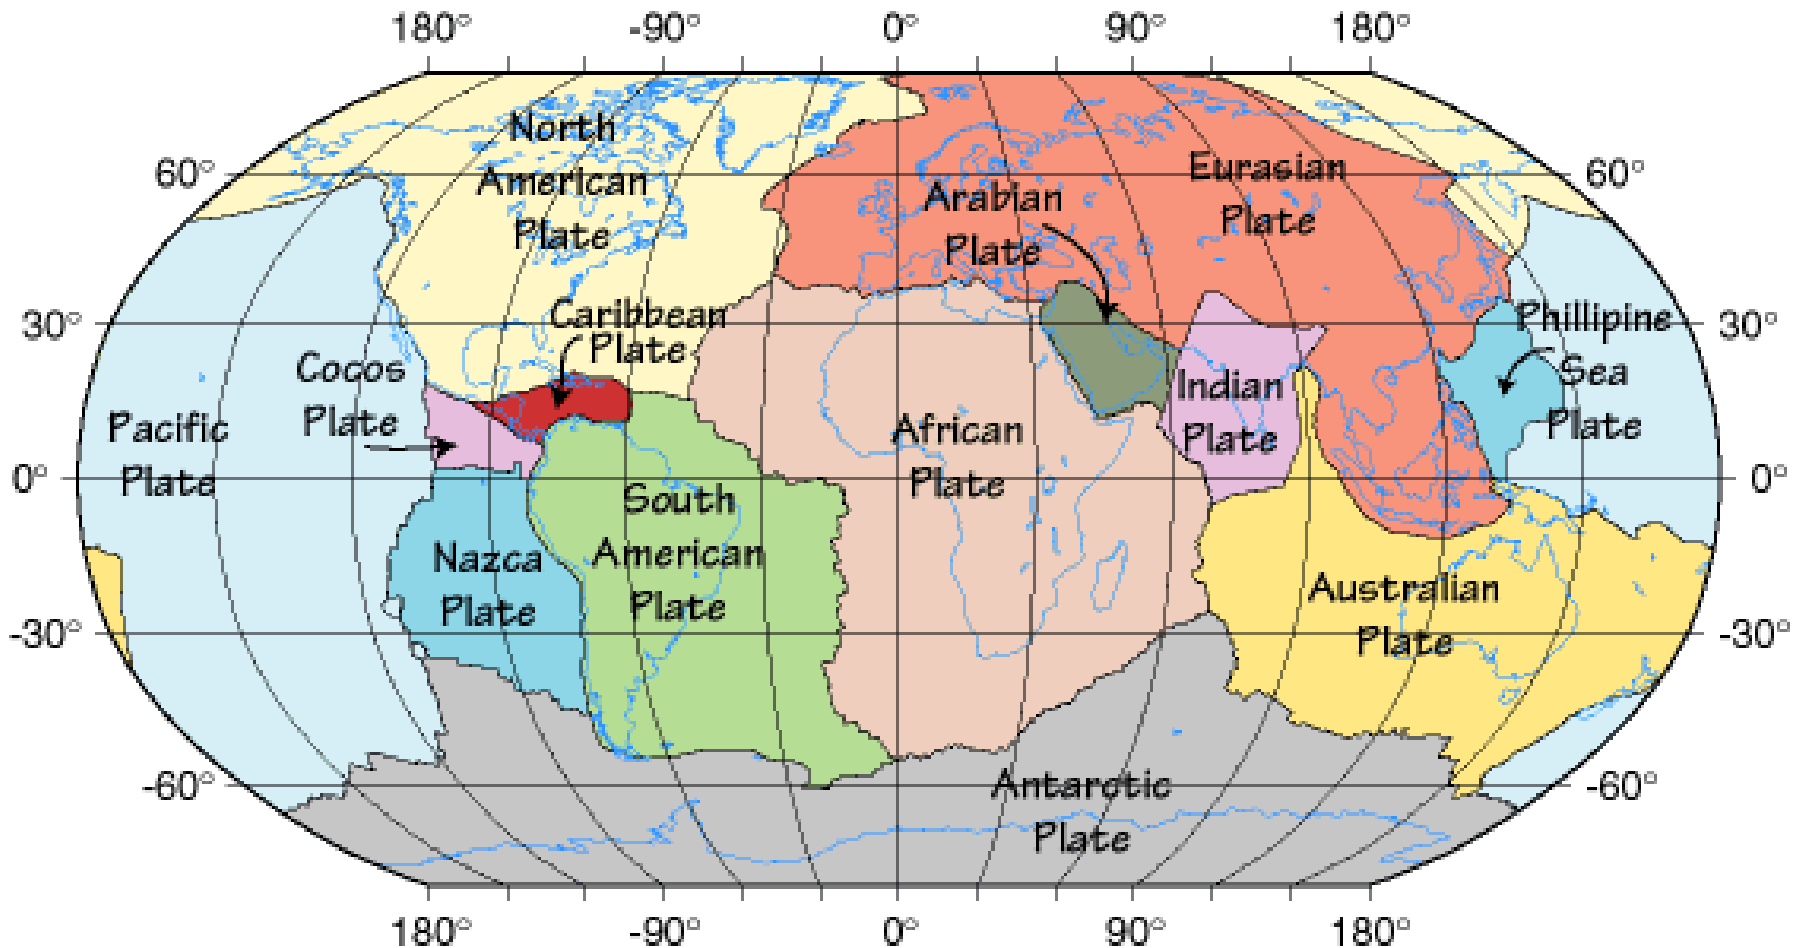 180° -90° 0° 90° 180°
60°
60°
30°
30°
0°
0°
-30°
-30°
-60°
-60°
North
American
Plate
Eurasian
Plate
Arabian
Plate
Caribbean
Plate
Cocos
Plate
Phillipine
Sea
Plate
Pacific
Plate
Indian
Plate
African
Plate
South
American
Plate
Nazca
Plate
Australian
Plate
Antarctic
Plate
180° -90° 0° 90° 180°